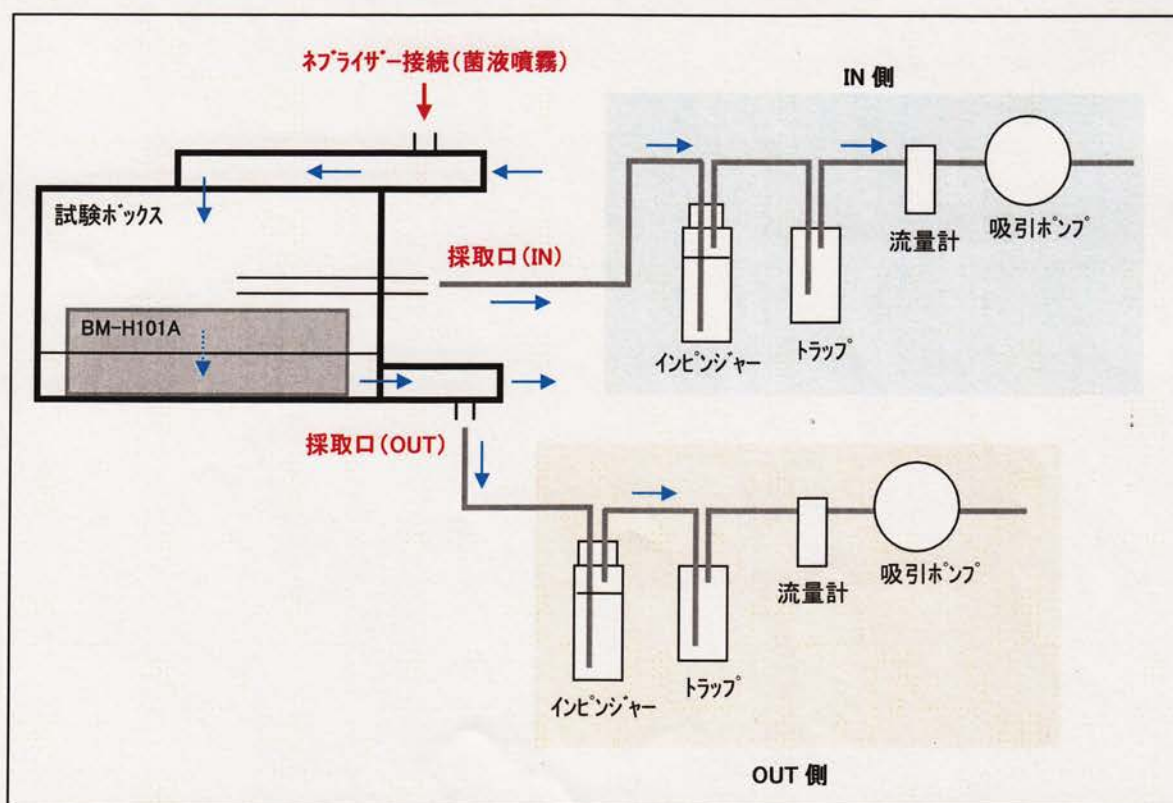 ネブライザー接続(菌液噴霧)
IN 側
試験ボックス
採取口(IN)
流量計
吸引ポンプ
BM-H101A
インピンジャー
トラップ
採取口(OUT)
流量計
吸引ポンプ
インピンジャー
トラップ
OUT 側